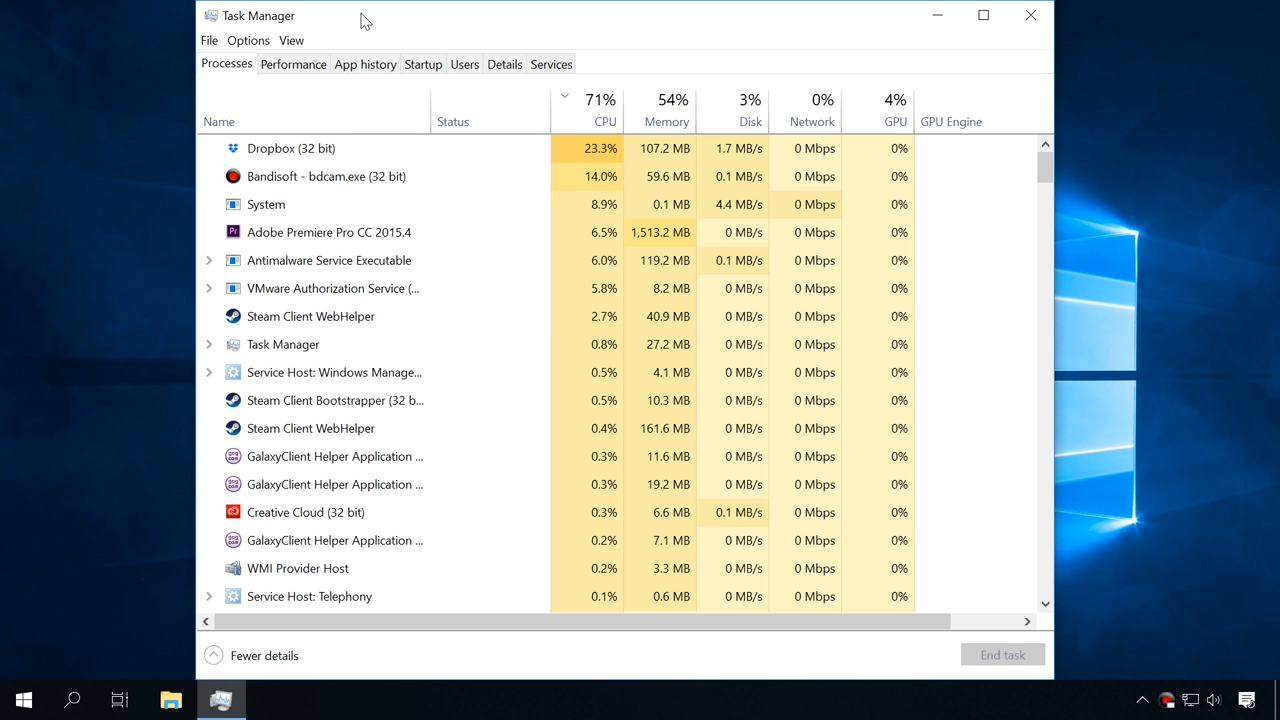 Task Manager
File Options View
Processes Performance App history Startup Users Details Services
71% 54% 3% 0% 4%
Name Status CPU Memory Disk Network GPU GPU Engine
Dropbox (32 bit) 23.3% 107.2 MB 1.7 MB/s 0 Mbps 0%
Bandisoft - bdcam.exe (32 bit) 14.0% 59.6 MB 0.1 MB/s 0 Mbps 0%
System 8.9% 0.1 MB 4.4 MB/s 0 Mbps 0%
Pr Adobe Premiere Pro CC 2015.4 6.5% 1,513.2 MB 0 MB/s 0 Mbps 0%
Antimalware Service Executable 6.0% 119.2 MB 0.1 MB/s 0 Mbps 0%
VMware Authorization Service (... 5.8% 8.2 MB 0 MB/s 0 Mbps 0%
Steam Client WebHelper 2.7% 40.9 MB 0 MB/s 0 Mbps 0%
Task Manager 0.8% 27.2 MB 0 MB/s 0 Mbps 0%
Service Host: Windows Manage... 0.5% 4.1 MB 0 MB/s 0 Mbps 0%
Steam Client Bootstrapper (32 b... 0.5% 10.3 MB 0 MB/s 0 Mbps 0%
Steam Client WebHelper 0.4% 161.6 MB 0 MB/s 0 Mbps 0%
GalaxyClient Helper Application ... 0.3% 11.6 MB 0 MB/s 0 Mbps 0%
GalaxyClient Helper Application ... 0.3% 19.2 MB 0 MB/s 0 Mbps 0%
Creative Cloud (32 bit) 0.3% 6.6 MB 0.1 MB/s 0 Mbps 0%
GalaxyClient Helper Application ... 0.2% 7.1 MB 0 MB/s 0 Mbps 0%
WMI Provider Host 0.2% 3.3 MB 0 MB/s 0 Mbps 0%
Service Host: Telephony 0.1% 0.6 MB 0 MB/s 0 Mbps 0%
Fewer details End task